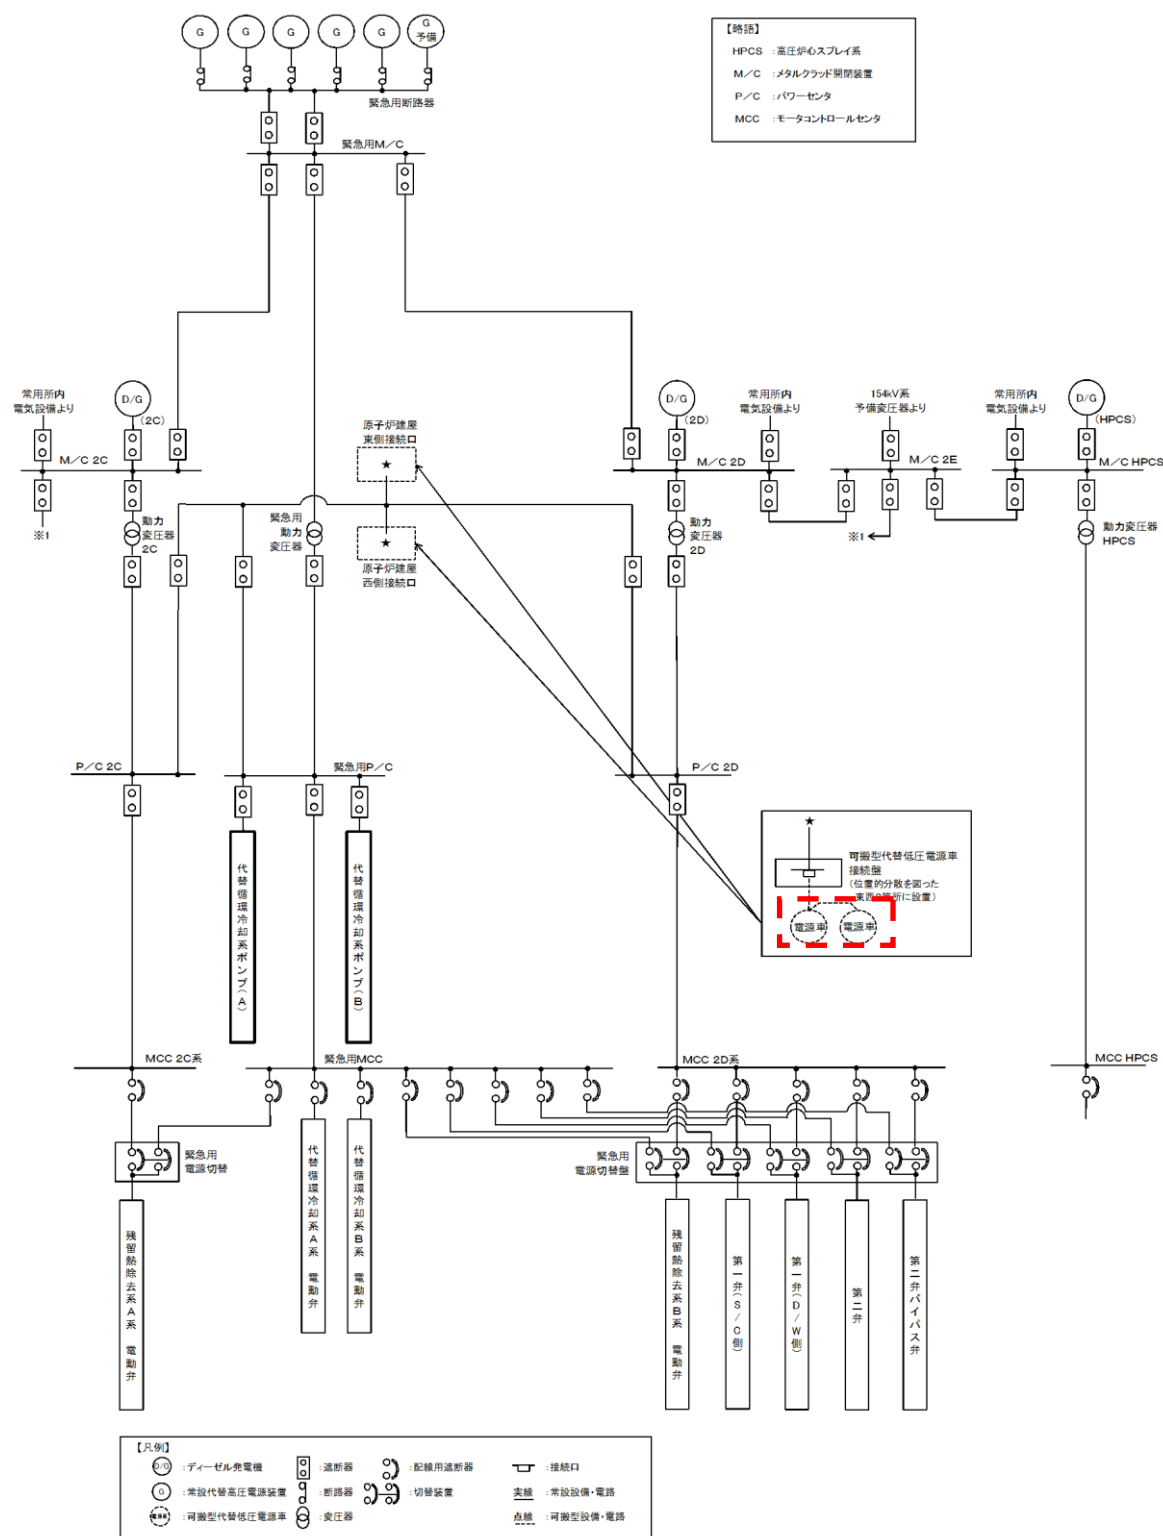 G
G
G
G
G
G
予備
緊急用断路器
緊急用M／C
【略語】
HPCS ：高圧炉心スプレイ系
M／C ：メタルクラッド開閉装置
P／C ：パワーセンタ
MCC ：モータコントロールセンタ
常用所内
電気設備より
D/G
(2C)
M／C 2C
※1
動力
変圧器
2C
緊急用
動力
変圧器
原子炉建屋
東側接続口
★
★
原子炉建屋
西側接続口
D/G
(2D)
M／C 2D
動力
変圧器
2D
常用所内
電気設備より
154kV系
予備変圧器より
M／C 2E
※1
常用所内
電気設備より
D/G
(HPCS)
M／C HPCS
動力変圧器
HPCS
P／C 2C
緊急用P／C
P／C 2D
代替循環冷却系ポンプ(A)
代替循環冷却系ポンプ(B)
★
可搬型代替低圧電源車
接続盤
(位置的分散を図った
東西2箇所に設置)
電源車
電源車
MCC 2C系
緊急用MCC
MCC 2D系
MCC HPCS
緊急用
電源切替
緊急用
電源切替盤
残留熱除去系A系 電動弁
代替循環冷却系A系 電動弁
代替循環冷却系B系 電動弁
残留熱除去系B系 電動弁
第一弁(S/C側)
第一弁(D/W側)
第二弁
第二弁バイパス弁
【凡例】
D/G ：ディーゼル発電機
：遮断器
：配線用遮断器
：接続口
G ：常設代替高圧電源装置
：断路器
：切替装置
実線 ：常設設備・電路
電源車 ：可搬型代替低圧電源車
：変圧器
点線 ：可搬型設備・電路